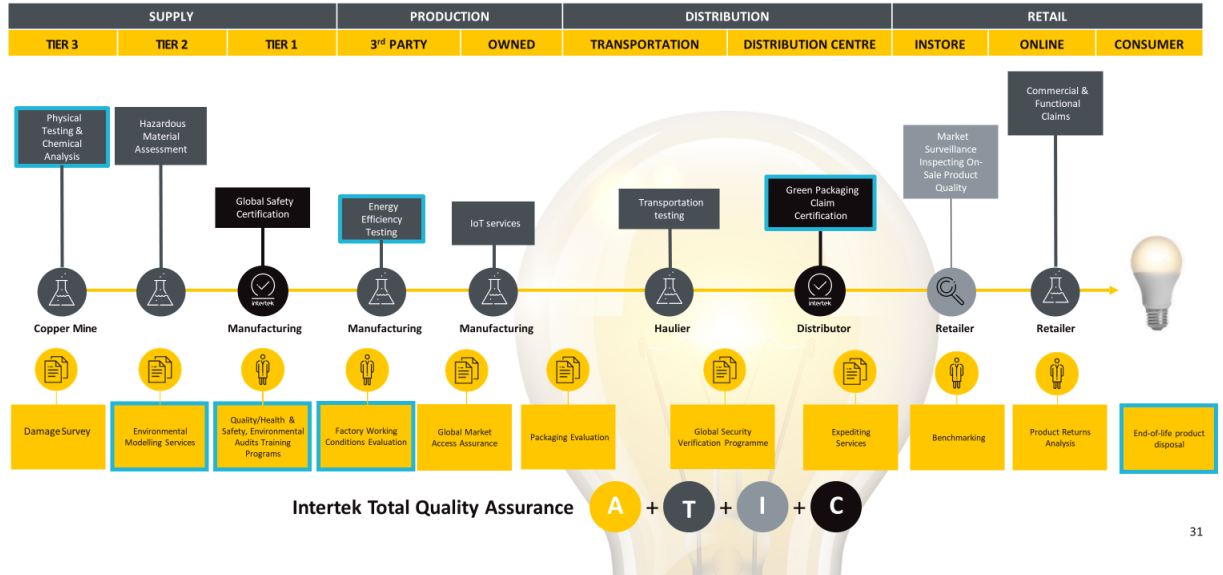 SUPPLY PRODUCTION DISTRIBUTION RETAIL
TIER 3 TIER 2 TIER 1 3rd PARTY OWNED TRANSPORTATION DISTRIBUTION CENTRE INSTORE ONLINE CONSUMER
Physical
Testing &
Chemical
Analysis
Hazardous
Material
Assessment
Global Safety
Certification
Energy
Efficiency
Testing
IoT services
Transportation
testing
Green Packaging
Claim
Certification
Market
Surveillance
Inspecting On-
Sale Product
Quality
Commercial &
Functional
Claims
intertek
intertek
Copper Mine
Manufacturing
Manufacturing
Manufacturing
Haulier
Distributor
Retailer
Retailer
Damage Survey
Environmental
Modelling Services
Quality/Health &
Safety, Environmental
Audits Training
Programs
Factory Working
Conditions Evaluation
Global Market
Access Assurance
Packaging Evaluation
Global Security
Verification Programme
Expediting
Services
Benchmarking
Product Returns
Analysis
End-of-life product
disposal
Intertek Total Quality Assurance A + T + I + C
31